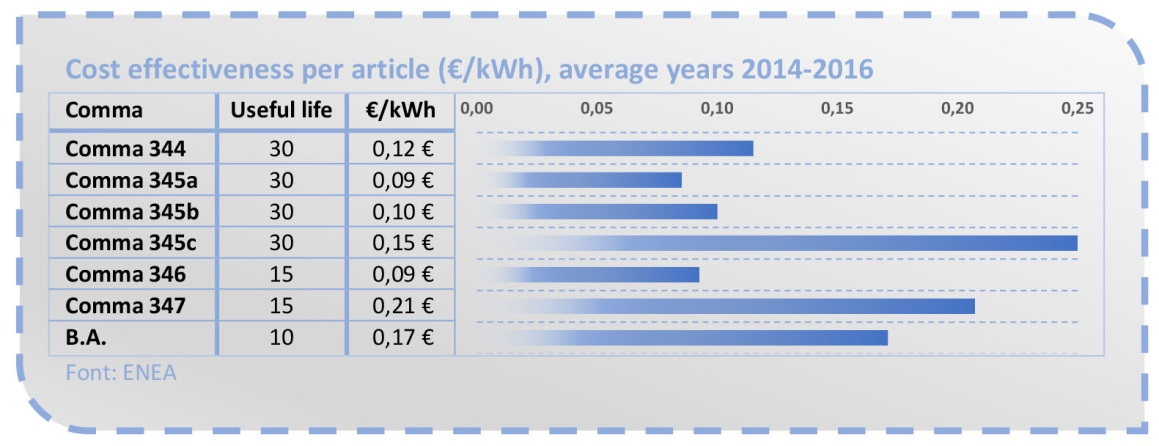 Cost effectiveness per article (€/kWh), average years 2014-2016
Comma Useful life €/kWh 0,00 0,05 0,10 0,15 0,20 0,25
Comma 344 30 0,12 €
Comma 345a 30 0,09 €
Comma 345b 30 0,10 €
Comma 345c 30 0,15 €
Comma 346 15 0,09 €
Comma 347 15 0,21 €
B.A. 10 0,17 €
Font: ENEA